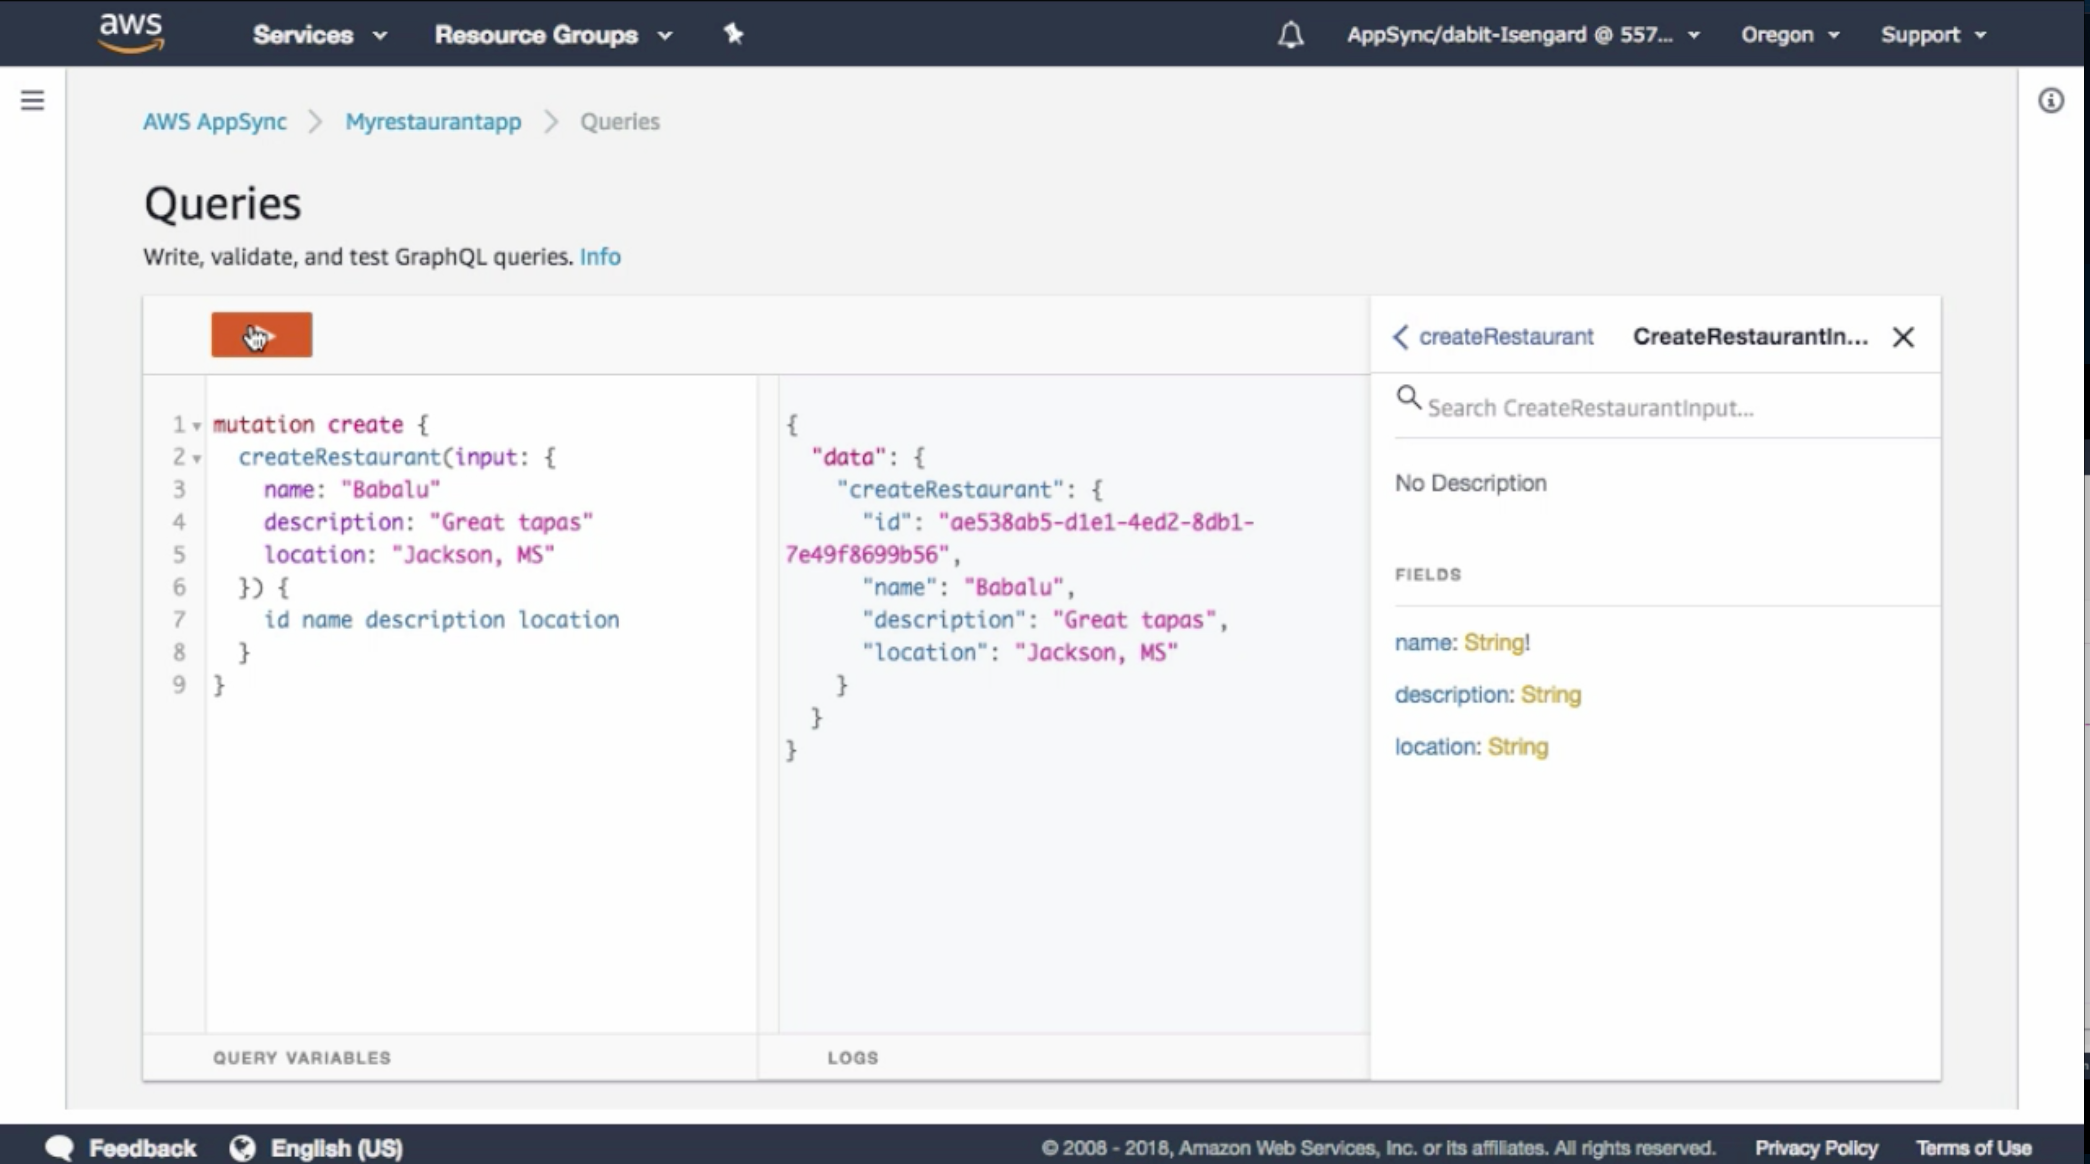 aws Services Resource Groups AppSync/dabit-Isengard @ 557... Oregon Support
AWS AppSync > Myrestaurantapp > Queries
Queries
Write, validate, and test GraphQL queries. Info
1 mutation create {
2 createRestaurant(input: {
3 name: "Babalu"
4 description: "Great tapas"
5 location: "Jackson, MS"
6 }) {
7 id name description location
8 }
9 }
QUERY VARIABLES
{
"data": {
"createRestaurant": {
"id": "ae538ab5-d1e1-4ed2-8db1-
7e49f8699b56",
"name": "Babalu",
"description": "Great tapas",
"location": "Jackson, MS"
}
}
}
LOGS
createRestaurant CreateRestaurantIn...
Search CreateRestaurantInput...
No Description
FIELDS
name: String!
description: String
location: String
Feedback English (US) © 2008 - 2018, Amazon Web Services, Inc. or its affiliates. All rights reserved. Privacy Policy Terms of Use